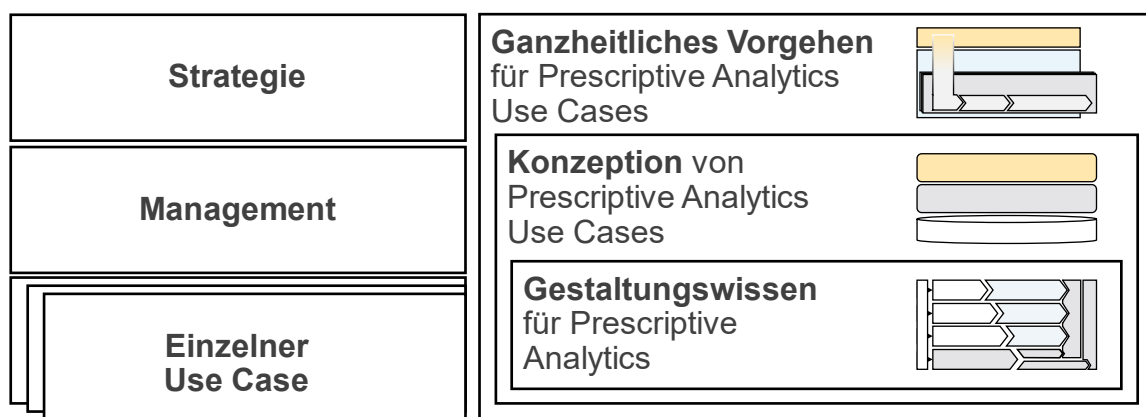 Strategie
Management
Einzelner
Use Case
Ganzheitliches Vorgehen
für Prescriptive Analytics
Use Cases
Konzeption von
Prescriptive Analytics
Use Cases
Gestaltungswissen
für Prescriptive
Analytics